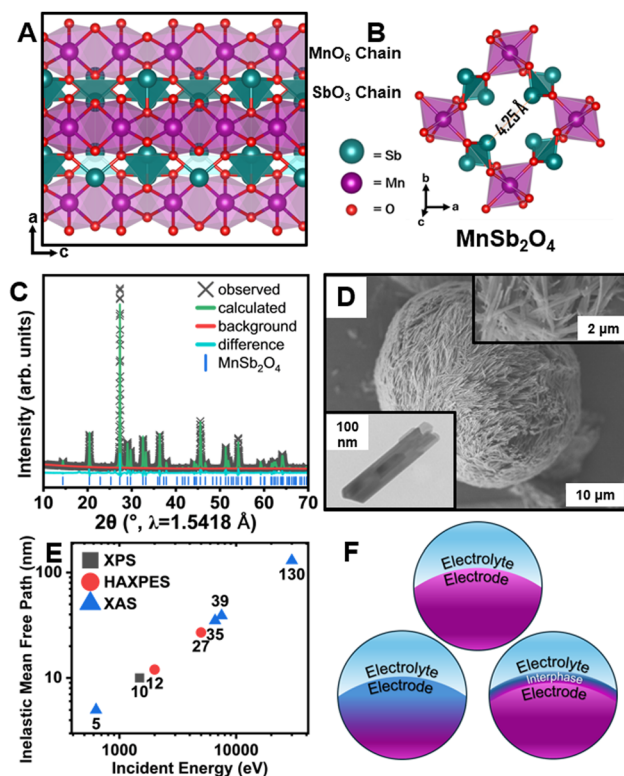 A
B
MnO₆ Chain
SbO₃ Chain
4.25 Å
= Sb
= Mn
= O
a
c
b
c
a
MnSb₂O₄
C
observed
calculated
background
difference
MnSb₂O₄
Intensity (arb. units)
10 20 30 40 50 60 70
2θ (°, λ=1.5418 Å)
D
2 µm
100
nm
10 µm
E
XPS
HAXPES
XAS
Inelastic Mean Free Path (nm)
100
10
5
10
12
27
35
39
130
1000 10000
Incident Energy (eV)
F
Electrolyte
Electrode
Electrolyte
Electrode
Electrolyte
Interphase
Electrode